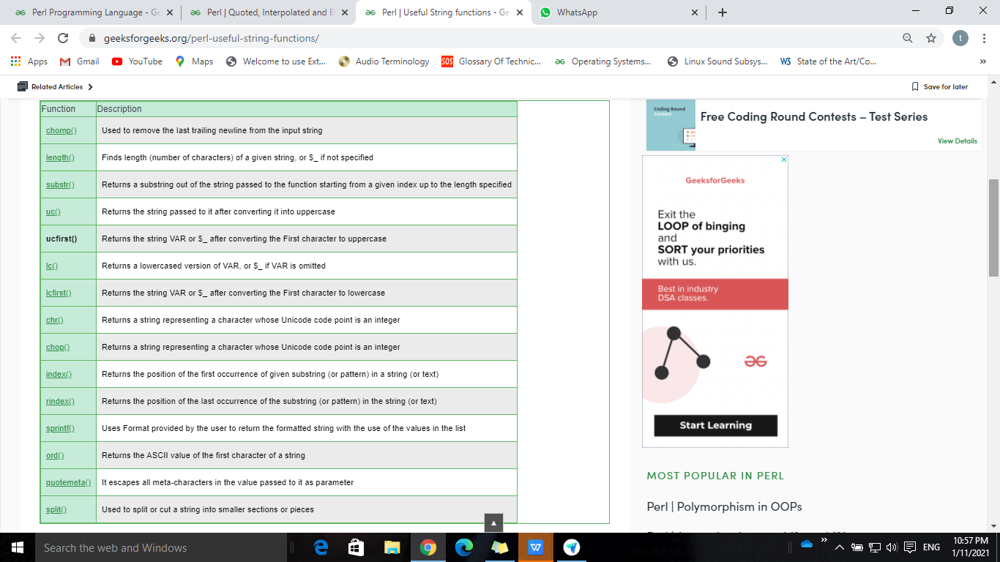 Perl Programming Language - Ge
Perl | Quoted, Interpolated and E
Perl | Useful String functions - Ge
WhatsApp
geeksforgeeks.org/perl-useful-string-functions/
t
Apps
Gmail
YouTube
Maps
Welcome to use Ext...
Audio Terminology
SOS
Glossary Of Technic...
Operating Systems...
Linux Sound Subsys...
W3
State of the Art/Co...
Related Articles
Save for later
Function Description
chomp() Used to remove the last trailing newline from the input string
length() Finds length (number of characters) of a given string, or $_ if not specified
substr() Returns a substring out of the string passed to the function starting from a given index up to the length specified
uc() Returns the string passed to it after converting it into uppercase
ucfirst() Returns the string VAR or $_ after converting the First character to uppercase
lc() Returns a lowercased version of VAR, or $_ if VAR is omitted
lcfirst() Returns the string VAR or $_ after converting the First character to lowercase
chr() Returns a string representing a character whose Unicode code point is an integer
chop() Returns a string representing a character whose Unicode code point is an integer
index() Returns the position of the first occurrence of given substring (or pattern) in a string (or text)
rindex() Returns the position of the last occurrence of the substring (or pattern) in the string (or text)
sprintf() Uses Format provided by the user to return the formatted string with the use of the values in the list
ord() Returns the ASCII value of the first character of a string
quotemeta() It escapes all meta-characters in the value passed to it as parameter
split() Used to split or cut a string into smaller sections or pieces
Coding Round
Contest
Free Coding Round Contests – Test Series
View Details
GeeksforGeeks
Exit the
LOOP of binging
and
SORT your priorities
with us.
Best in industry
DSA classes.
Start Learning
MOST POPULAR IN PERL
Perl | Polymorphism in OOPs
Search the web and Windows
ENG
10:57 PM
1/11/2021